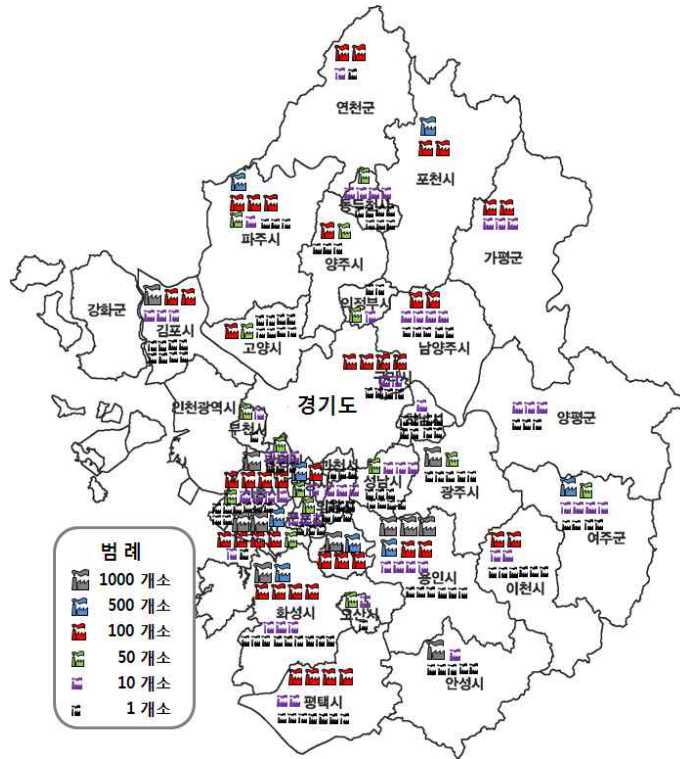 연천군
포천시
동두천시
파주시
가평군
양주시
강화군
김포시
의정부시
고양시
남양주시
경기도
구리시
인천광역시
부천시
양평군
하남시
과천시
성남시
광주시
여주군
용인시
이천시
화성시
오산시
안성시
평택시
범 례
1000 개소
500 개소
100 개소
50 개소
10 개소
1 개소